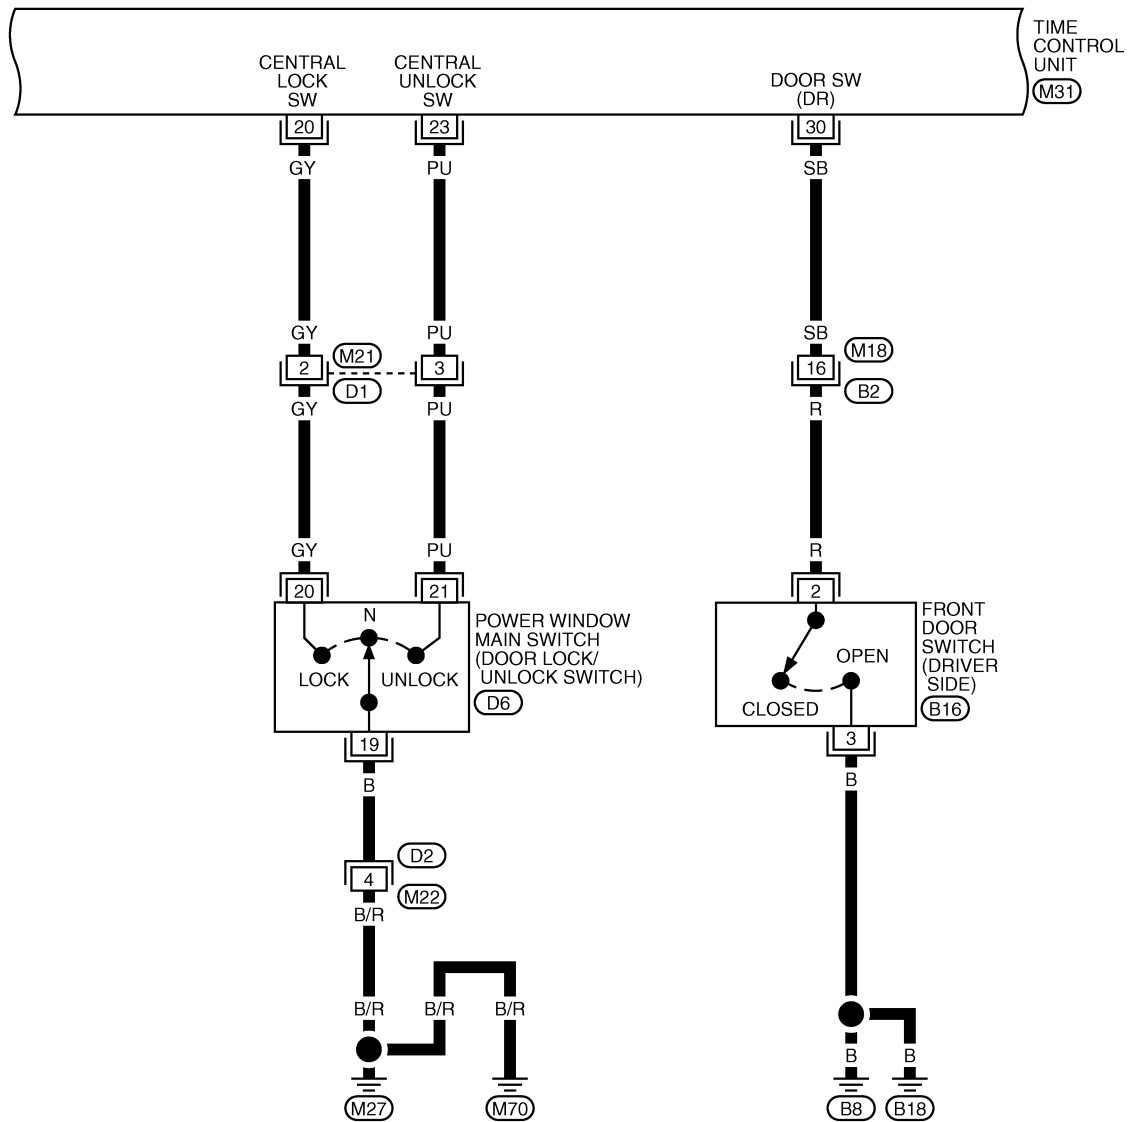 TIME
CONTROL
UNIT
M31
CENTRAL
LOCK
SW
CENTRAL
UNLOCK
SW
DOOR SW
(DR)
20
23
30
GY
PU
SB
GY
PU
SB
2
M21
D1
3
16
M18
B2
GY
PU
R
GY
PU
R
20
21
2
N
LOCK
UNLOCK
POWER WINDOW
MAIN SWITCH
(DOOR LOCK/
UNLOCK SWITCH)
D6
OPEN
CLOSED
FRONT
DOOR
SWITCH
(DRIVER
SIDE)
B16
19
3
B
B
D2
4
M22
B/R
B/R
B/R
B/R
B
B
M27
M70
B8
B18